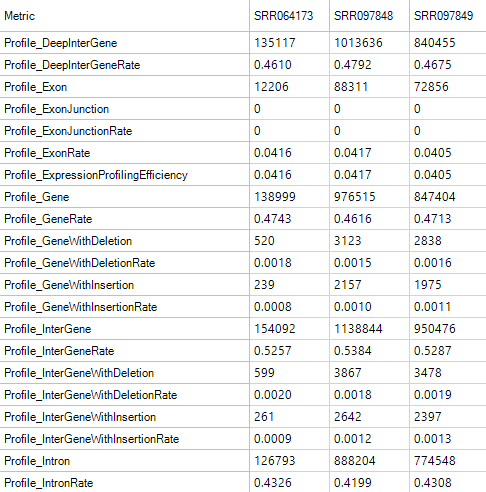 Metric SRR064173 SRR097848 SRR097849
Profile_DeepInterGene 135117 1013636 840455
Profile_DeepInterGeneRate 0.4610 0.4792 0.4675
Profile_Exon 12206 88311 72856
Profile_ExonJunction 0 0 0
Profile_ExonJunctionRate 0 0 0
Profile_ExonRate 0.0416 0.0417 0.0405
Profile_ExpressionProfilingEfficiency 0.0416 0.0417 0.0405
Profile_Gene 138999 976515 847404
Profile_GeneRate 0.4743 0.4616 0.4713
Profile_GeneWithDeletion 520 3123 2838
Profile_GeneWithDeletionRate 0.0018 0.0015 0.0016
Profile_GeneWithInsertion 239 2157 1975
Profile_GeneWithInsertionRate 0.0008 0.0010 0.0011
Profile_InterGene 154092 1138844 950476
Profile_InterGeneRate 0.5257 0.5384 0.5287
Profile_InterGeneWithDeletion 599 3867 3478
Profile_InterGeneWithDeletionRate 0.0020 0.0018 0.0019
Profile_InterGeneWithInsertion 261 2642 2397
Profile_InterGeneWithInsertionRate 0.0009 0.0012 0.0013
Profile_Intron 126793 888204 774548
Profile_IntronRate 0.4326 0.4199 0.4308